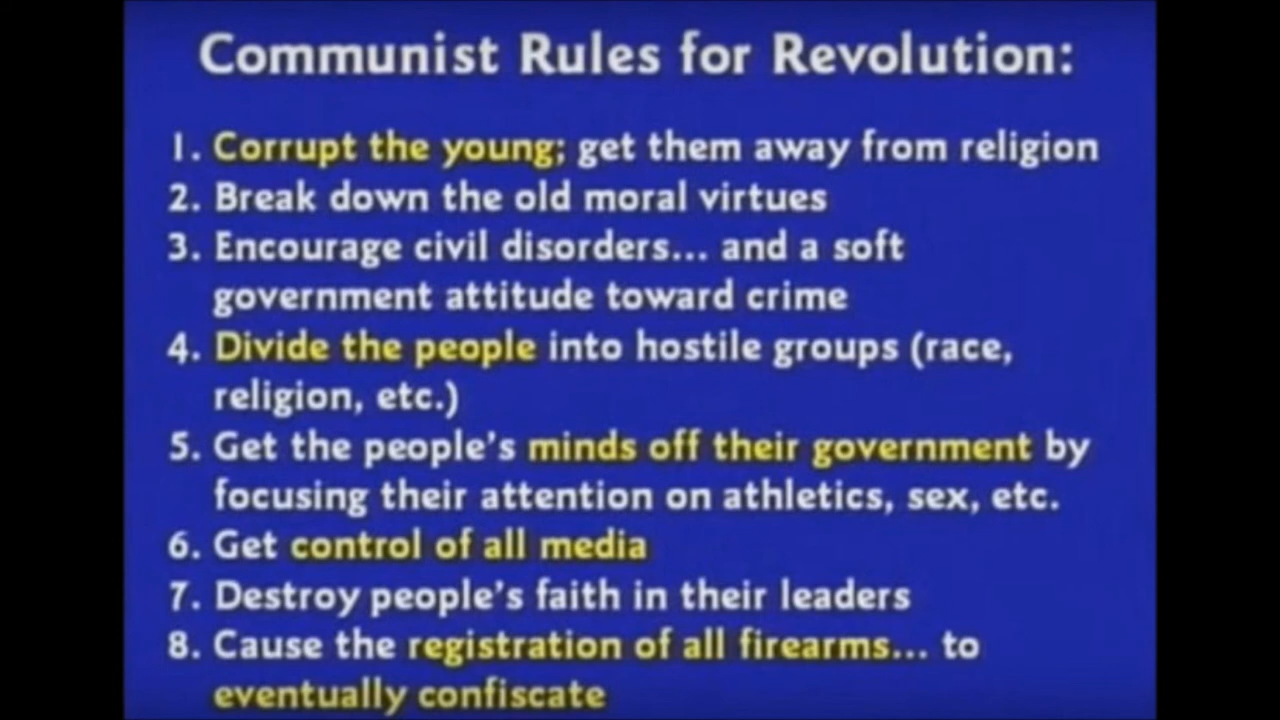 Communist Rules for Revolution:
1. Corrupt the young; get them away from religion
2. Break down the old moral virtues
3. Encourage civil disorders... and a soft
government attitude toward crime
4. Divide the people into hostile groups (race,
religion, etc.)
5. Get the people's minds off their government by
focusing their attention on athletics, sex, etc.
6. Get control of all media
7. Destroy people's faith in their leaders
8. Cause the registration of all firearms... to
eventually confiscate